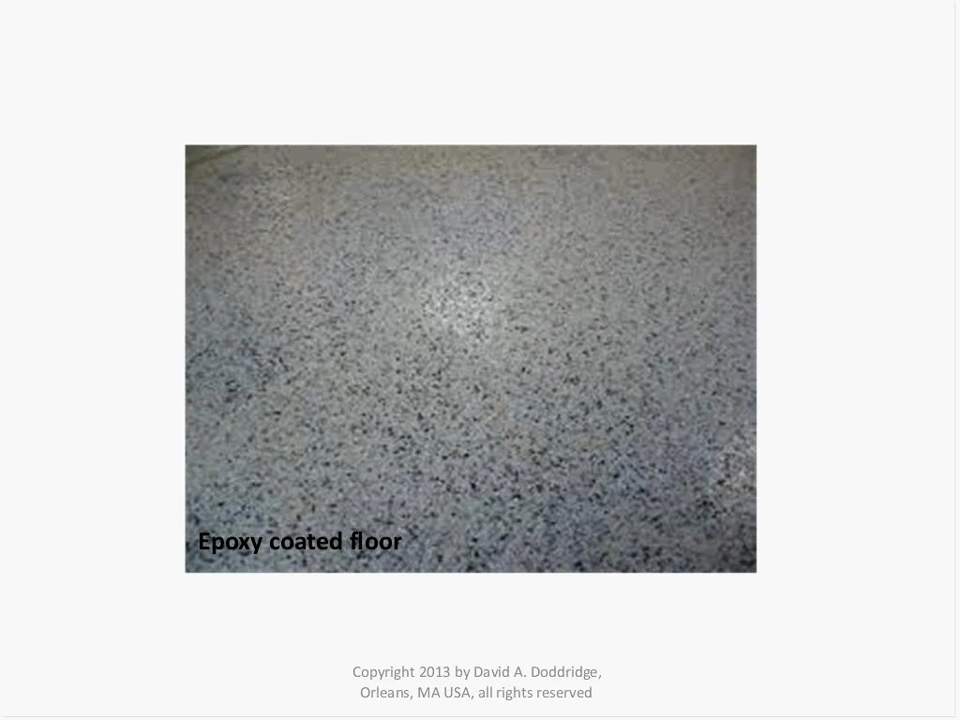 Epoxy coated floor
Copyright 2013 by David A. Doddridge,
Orleans, MA USA, all rights reserved